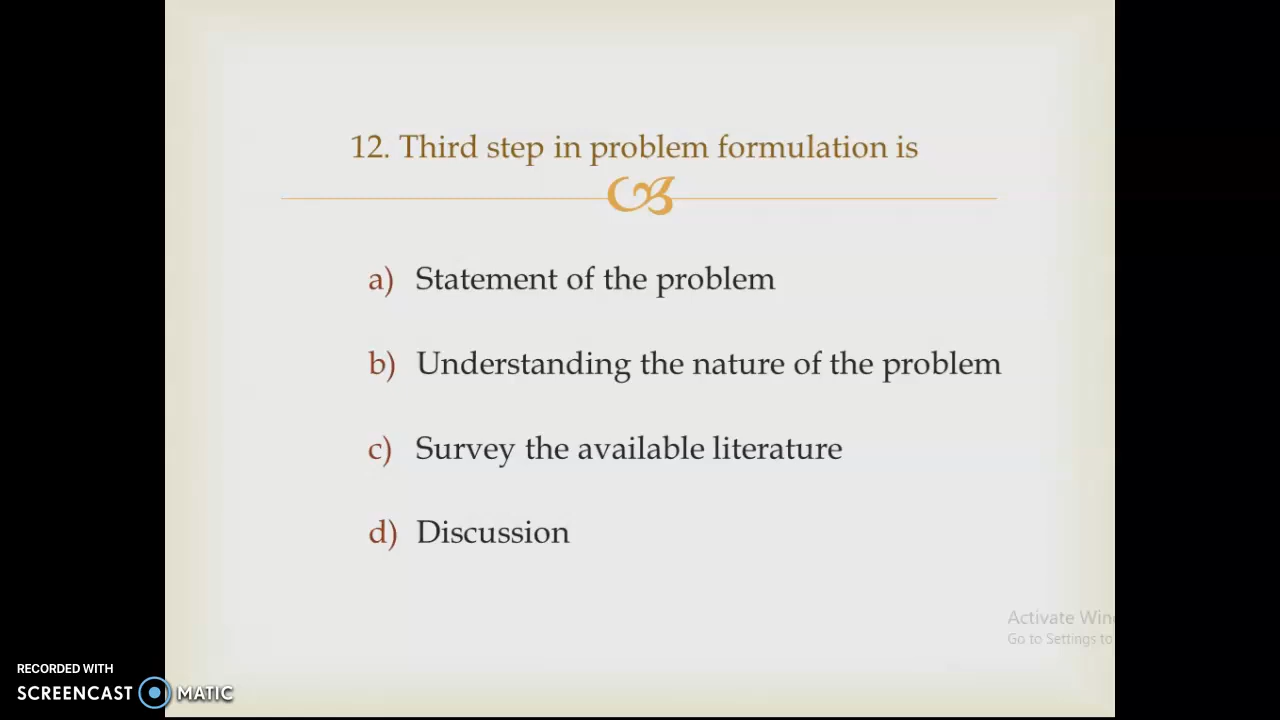 12. Third step in problem formulation is
a) Statement of the problem
b) Understanding the nature of the problem
c) Survey the available literature
d) Discussion
Activate Win
Go to Settings to
RECORDED WITH
SCREENCAST MATIC